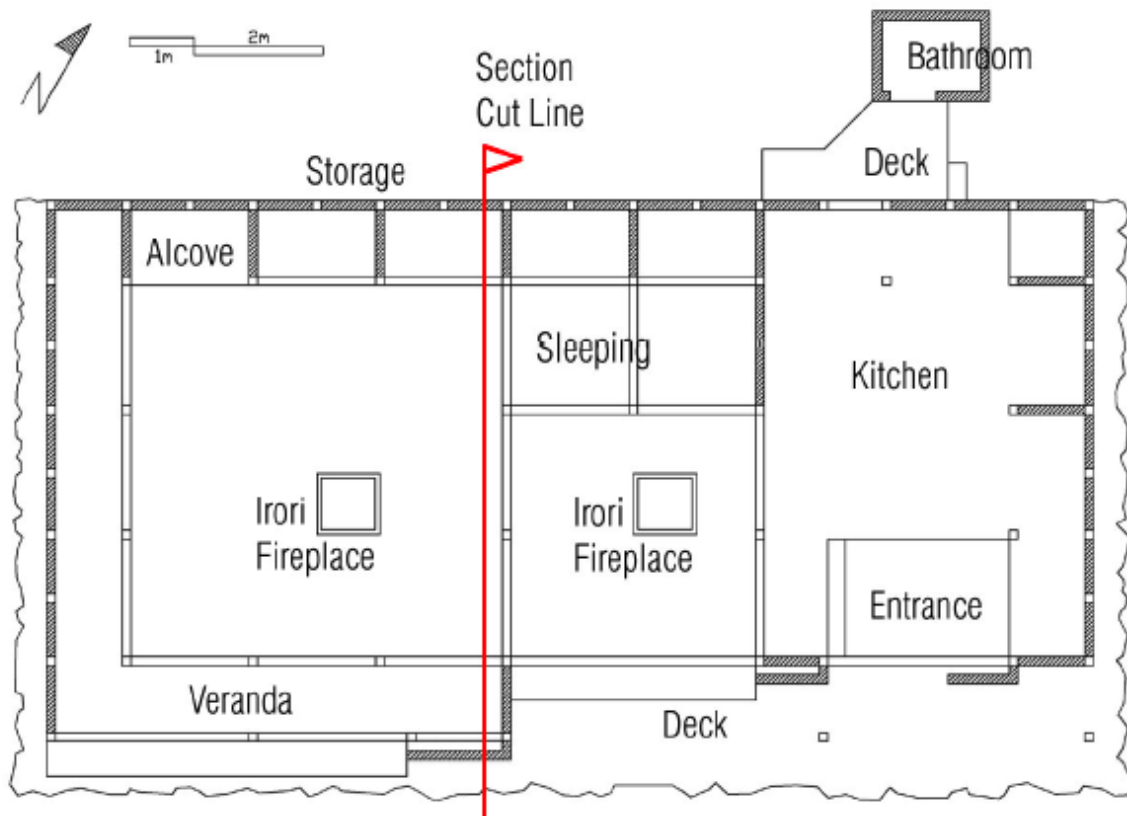 2m
1m
Section
Cut Line
Bathroom
Storage
Deck
Alcove
Sleeping
Kitchen
Irori
Fireplace
Irori
Fireplace
Entrance
Veranda
Deck